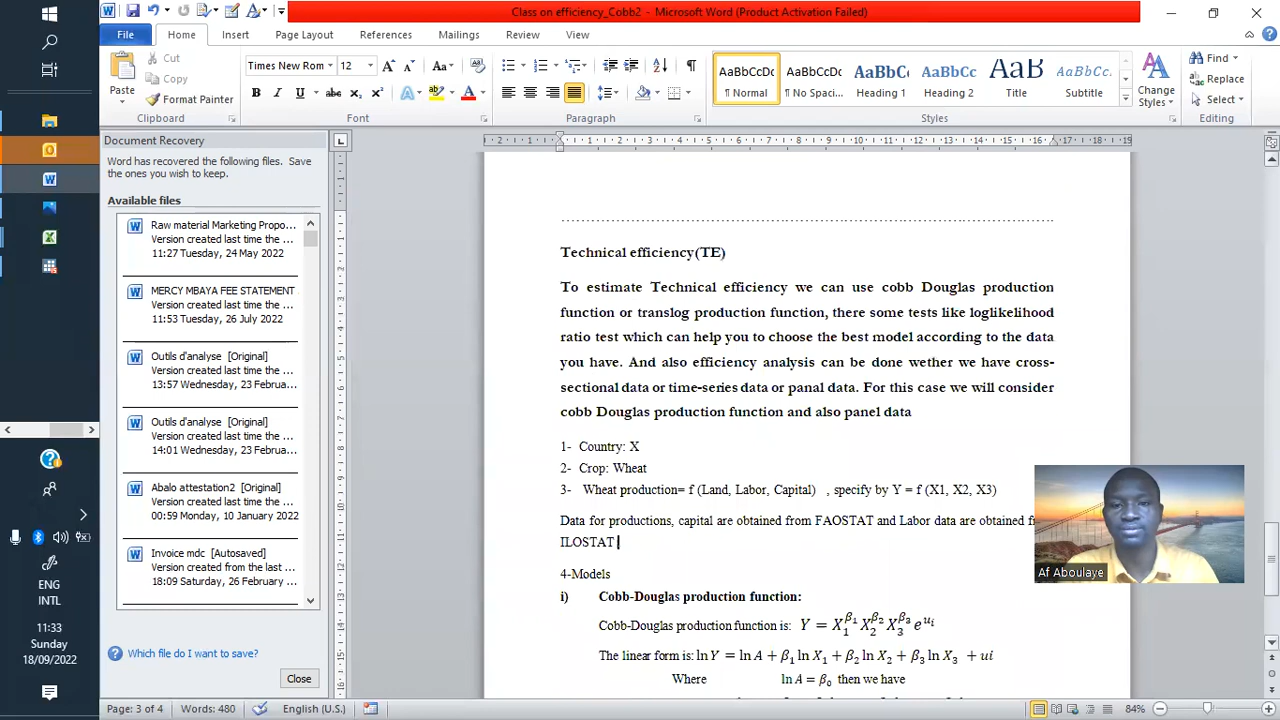 Class on efficiency_Cobb2 - Microsoft Word (Product Activation Failed)
File Home Insert Page Layout References Mailings Review View
Cut
Copy
Format Painter
Paste
Clipboard
Times New Rom 12
Font
Paragraph
AaBbCcDc AaBbCcDc AaBbCc AaBbCc AaB AaBbCcL
¶ Normal ¶ No Spaci... Heading 1 Heading 2 Title Subtitle
Styles
Change Styles
Find
Replace
Select
Editing
Document Recovery
Word has recovered the following files. Save
the ones you wish to keep.
Available files
Raw material Marketing Propo...
Version created last time the ...
11:27 Tuesday, 24 May 2022
MERCY MBAYA FEE STATEMENT
Version created last time the ...
11:53 Tuesday, 26 July 2022
Outils d'analyse [Original]
Version created last time the ...
13:57 Wednesday, 23 Februa...
Outils d'analyse [Original]
Version created last time the ...
14:01 Wednesday, 23 Februa...
Abalo attestation2 [Original]
Version created last time the ...
00:59 Monday, 10 January 2022
Invoice mdc [Autosaved]
Version created from the last ...
18:09 Saturday, 26 February ...
Which file do I want to save?
Close
Technical efficiency(TE)
To estimate Technical efficiency we can use cobb Douglas production
function or translog production function, there some tests like loglikelihood
ratio test which can help you to choose the best model according to the data
you have. And also efficiency analysis can be done wether we have cross-
sectional data or time-series data or panal data. For this case we will consider
cobb Douglas production function and also panel data
1- Country: X
2- Crop: Wheat
3- Wheat production= f (Land, Labor, Capital) , specify by Y = f (X1, X2, X3)
Data for productions, capital are obtained from FAOSTAT and Labor data are obtained
ILOSTAT
4-Models
i) Cobb-Douglas production function:
Cobb-Douglas production function is: Y = X₁^β₁ X₂^β₂ X₃^β₃ e^uᵢ
The linear form is: ln Y = ln A + β₁ ln X₁ + β₂ ln X₂ + β₃ ln X₃ + ui
Where ln A = β₀ then we have
Af Aboulaye
ENG
INTL
11:33
Sunday
18/09/2022
Page: 3 of 4 Words: 480 English (U.S.) 84%